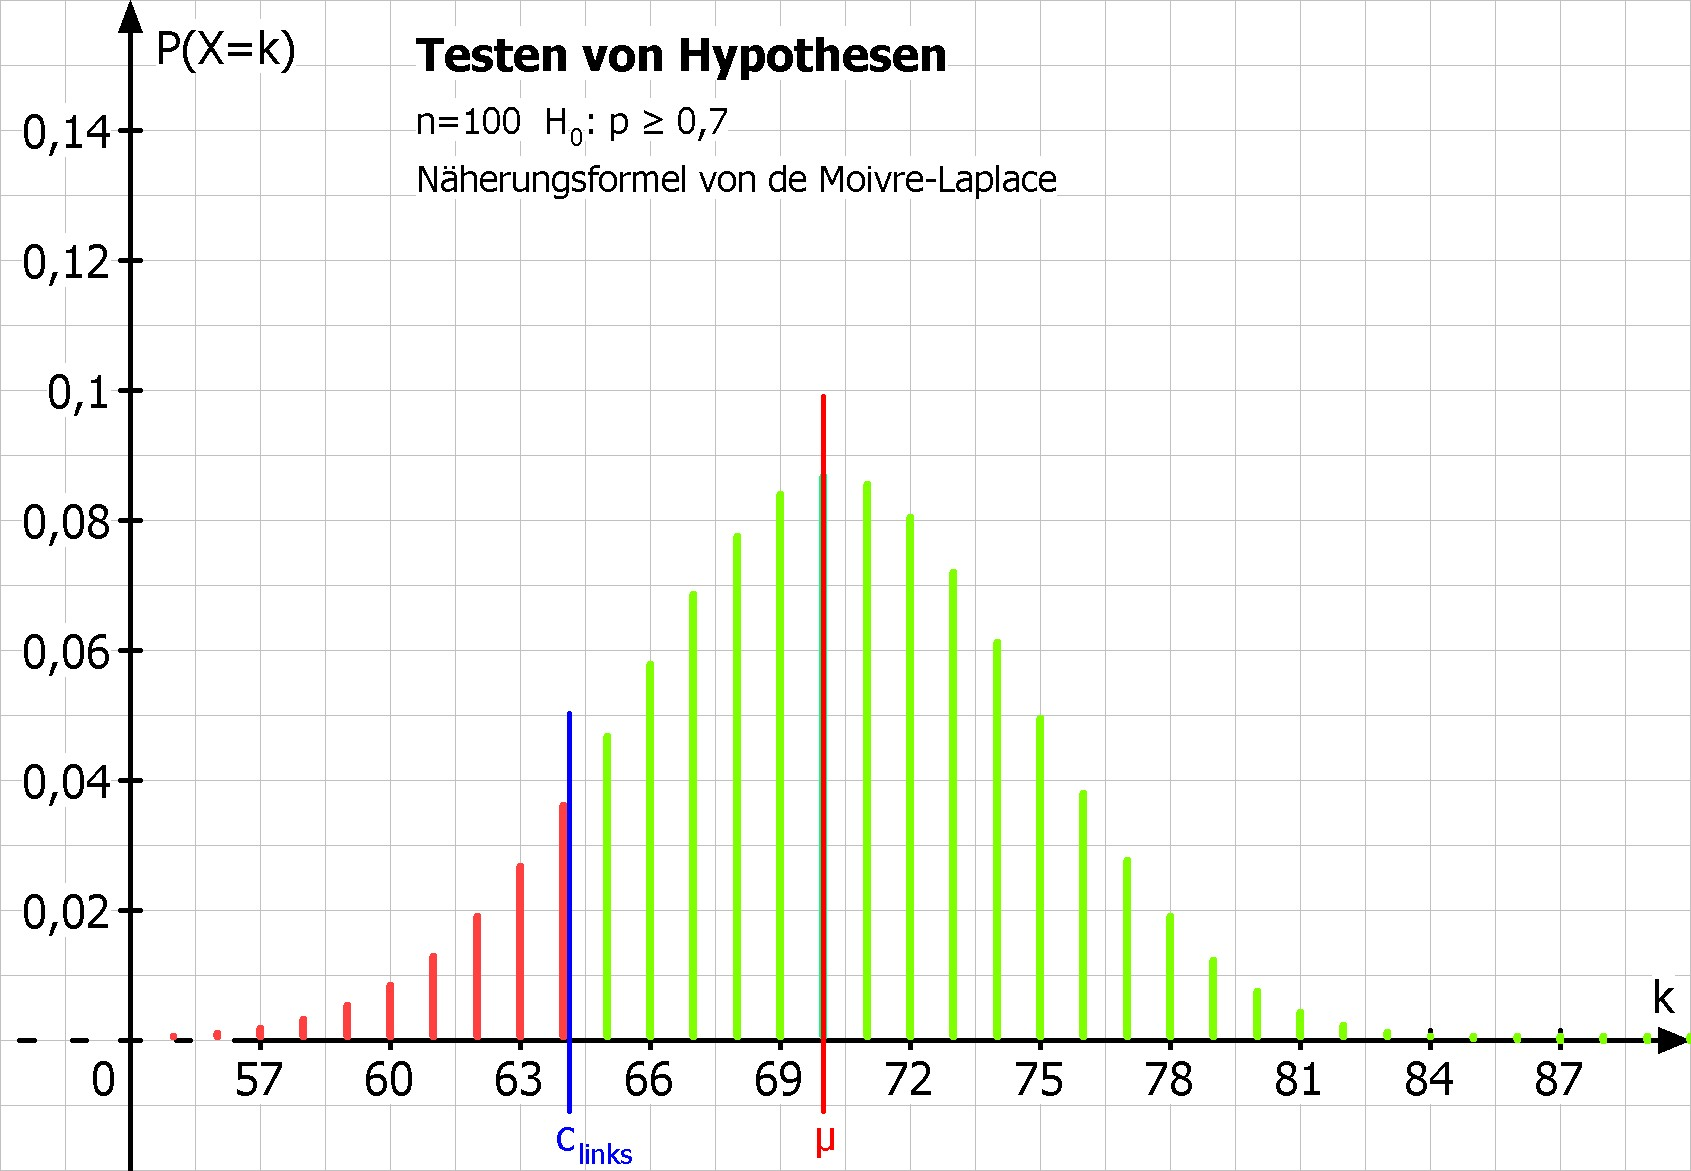 P(X=k)
Testen von Hypothesen
n=100 H₀: p ≥ 0,7
Näherungsformel von de Moivre-Laplace
0,14
0,12
0,1
0,08
0,06
0,04
0,02
k
0 57 60 63 66 69 72 75 78 81 84 87
c links
μ